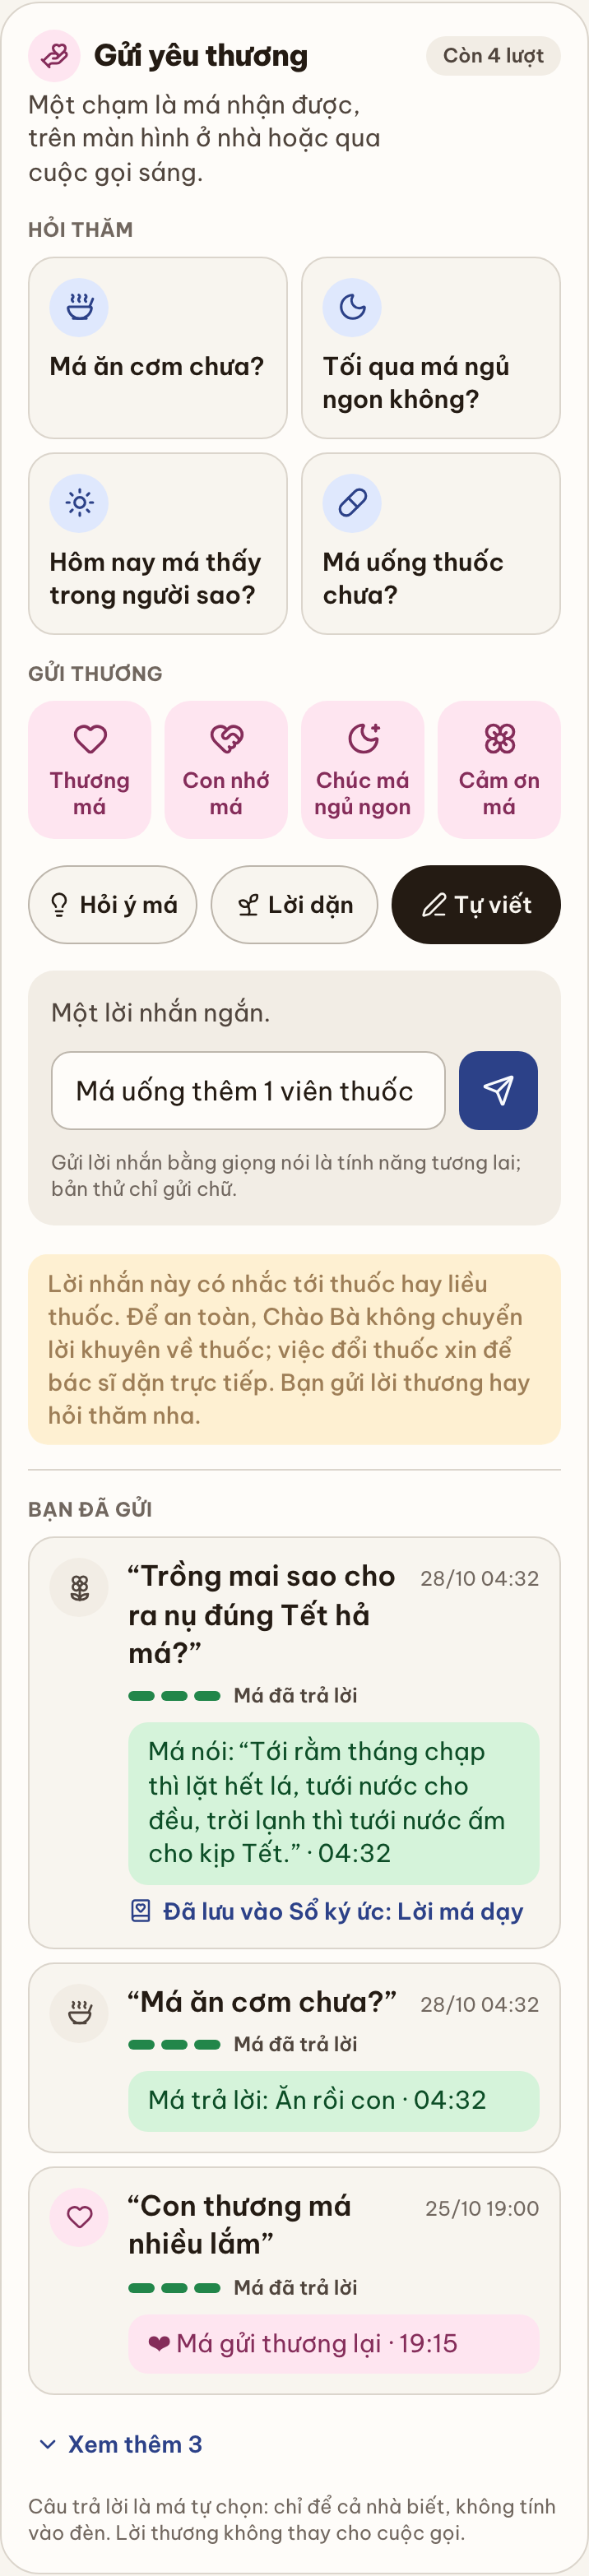 Gửi yêu thương
Còn 4 lượt
Một chạm là má nhận được,
trên màn hình ở nhà hoặc qua
cuộc gọi sáng.
HỎI THĂM
Má ăn cơm chưa?
Tối qua má ngủ
ngon không?
Hôm nay má thấy
trong người sao?
Má uống thuốc
chưa?
GỬI THƯƠNG
Thương
má
Con nhớ
má
Chúc má
ngủ ngon
Cảm ơn
má
Hỏi ý má
Lời dặn
Tự viết
Một lời nhắn ngắn.
Má uống thêm 1 viên thuốc
Gửi lời nhắn bằng giọng nói là tính năng tương lai;
bản thử chỉ gửi chữ.
Lời nhắn này có nhắc tới thuốc hay liều
thuốc. Để an toàn, Chào Bà không chuyển
lời khuyên về thuốc; việc đổi thuốc xin để
bác sĩ dặn trực tiếp. Bạn gửi lời thương hay
hỏi thăm nha.
BẠN ĐÃ GỬI
“Trồng mai sao cho
ra nụ đúng Tết hả
má?”
28/10 04:32
Má đã trả lời
Má nói: “Tới rằm tháng chạp
thì lặt hết lá, tưới nước cho
đều, trời lạnh thì tưới nước ấm
cho kịp Tết.” · 04:32
Đã lưu vào Sổ ký ức: Lời má dạy
“Má ăn cơm chưa?”
28/10 04:32
Má đã trả lời
Má trả lời: Ăn rồi con · 04:32
“Con thương má
nhiều lắm”
25/10 19:00
Má đã trả lời
❤ Má gửi thương lại · 19:15
Xem thêm 3
Câu trả lời là má tự chọn: chỉ để cả nhà biết, không tính
vào đèn. Lời thương không thay cho cuộc gọi.